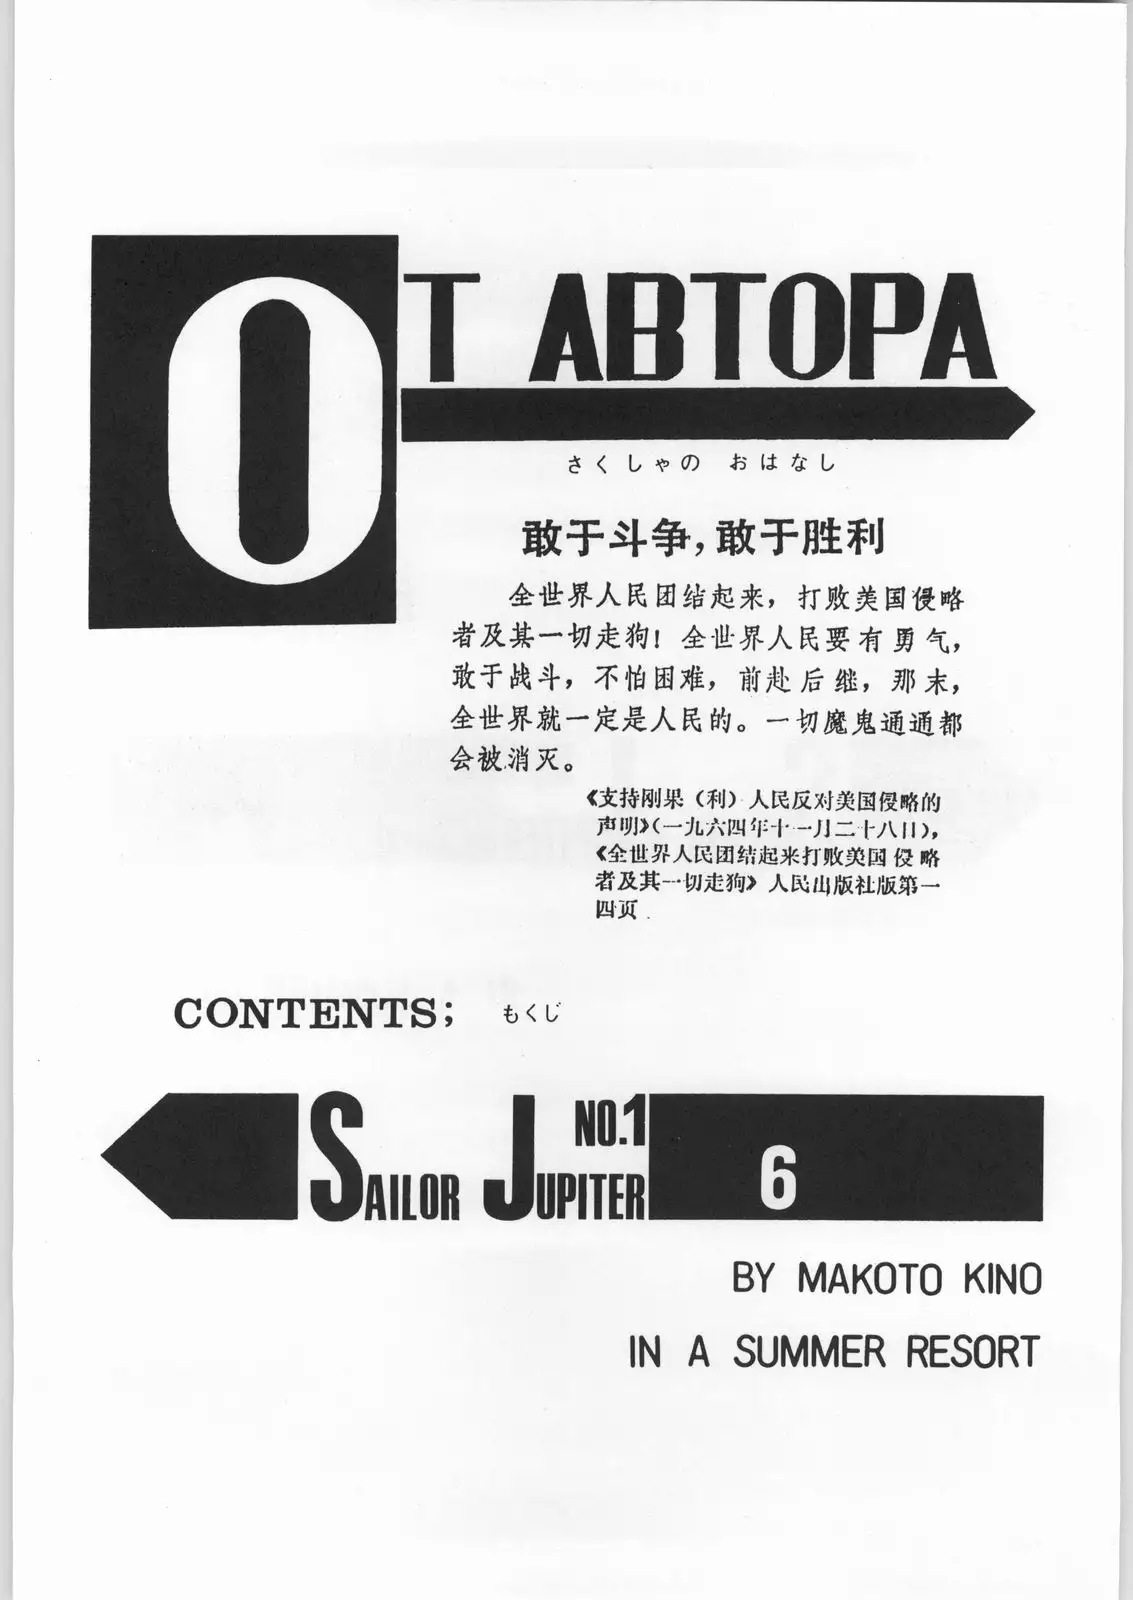 ОТ АВТОРА
さくしゃの おはなし
敢于斗争，敢于胜利
全世界人民团结起来，打败美国侵略
者及其一切走狗！全世界人民要有勇气，
敢于战斗，不怕困难，前赴后继，那末，
全世界就一定是人民的。一切魔鬼通通都
会被消灭。
《支持刚果（利）人民反对美国侵略的
声明》（一九六四年十一月二十八日），
《全世界人民团结起来打败美国侵略
者及其一切走狗》人民出版社版第一
四页
CONTENTS; もくじ
SAILOR JUPITER NO.1 6
BY MAKOTO KINO
IN A SUMMER RESORT